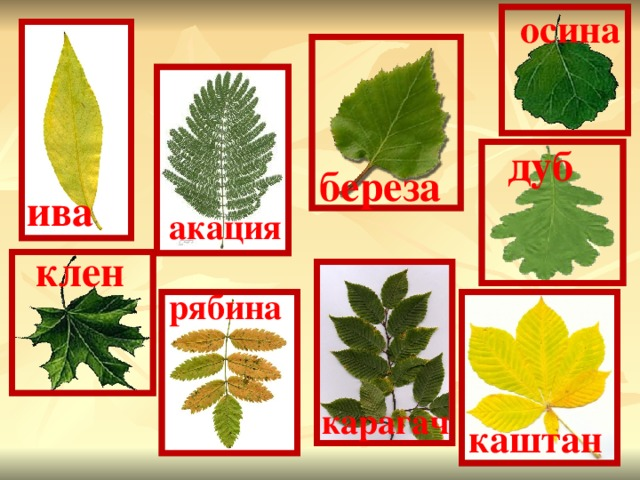 осина
дуб
береза
ива
акация
клен
рябина
карагач
каштан